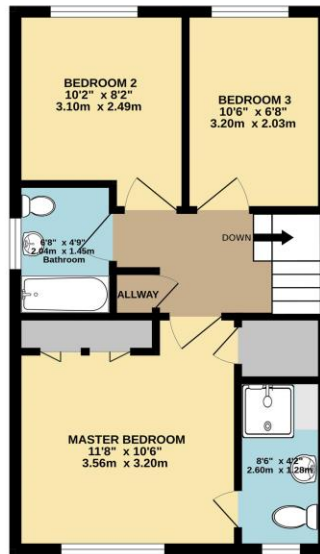 BEDROOM 2
10'2" x 8'2"
3.10m x 2.49m
BEDROOM 3
10'6" x 6'8"
3.20m x 2.03m
6'8" x 4'9"
2.04m x 1.45m
Bathroom
DOWN
ALLWAY
MASTER BEDROOM
11'8" x 10'6"
3.56m x 3.20m
8'6" x 4'2"
2.60m x 1.28m